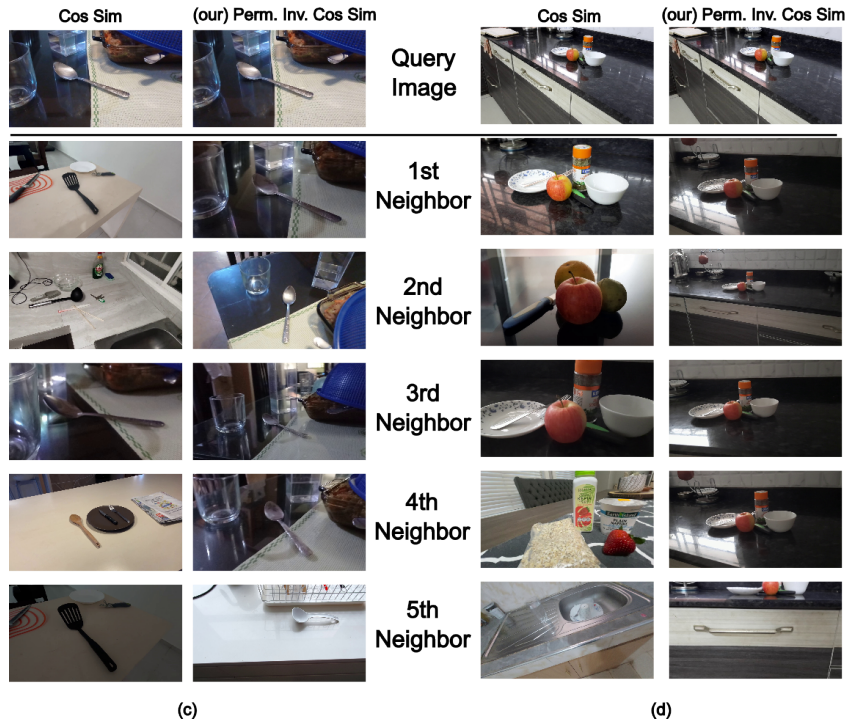 Cos Sim (our) Perm. Inv. Cos Sim Cos Sim (our) Perm. Inv. Cos Sim
Query
Image
1st
Neighbor
2nd
Neighbor
3rd
Neighbor
4th
Neighbor
5th
Neighbor
(c) (d)